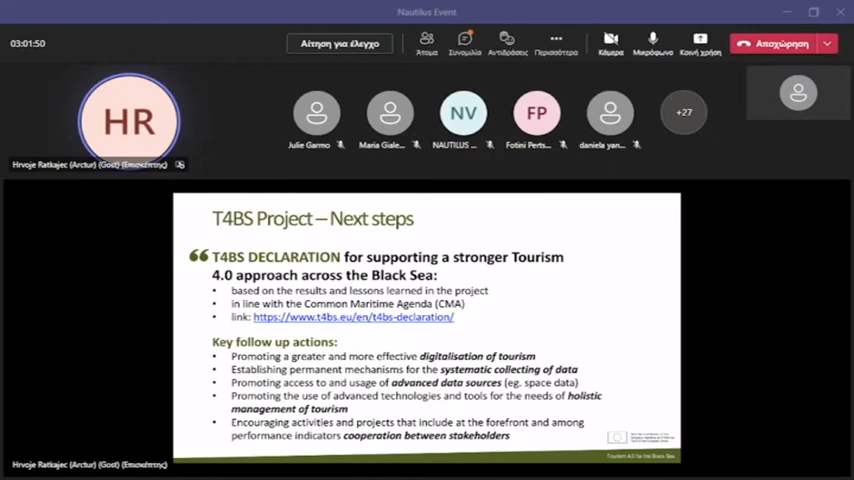 Nautilus Event
03:01:50
Αίτηση για έλεγχο
Άτομα
Συνομιλία
Αντιδράσεις
Περισσότερα
Κάμερα
Μικρόφωνο
Κοινή χρήση
Αποχώρηση
HR
NV
FP
+27
Julie Garmo
Maria Giale...
NAUTILUS ...
Fotini Perts...
daniela yan...
Hrvoje Ratkajec (Arctur) (Gost) (Επισκέπτης)
T4BS Project – Next steps
T4BS DECLARATION for supporting a stronger Tourism
4.0 approach across the Black Sea:
• based on the results and lessons learned in the project
• in line with the Common Maritime Agenda (CMA)
• link: https://www.t4bs.eu/en/t4bs-declaration/
Key follow up actions:
• Promoting a greater and more effective digitalisation of tourism
• Establishing permanent mechanisms for the systematic collecting of data
• Promoting access to and usage of advanced data sources (eg. space data)
• Promoting the use of advanced technologies and tools for the needs of holistic
management of tourism
• Encouraging activities and projects that include at the forefront and among
performance indicators cooperation between stakeholders
Tourism 4.0 for the Black Sea
Hrvoje Ratkajec (Arctur) (Gost) (Επισκέπτης)